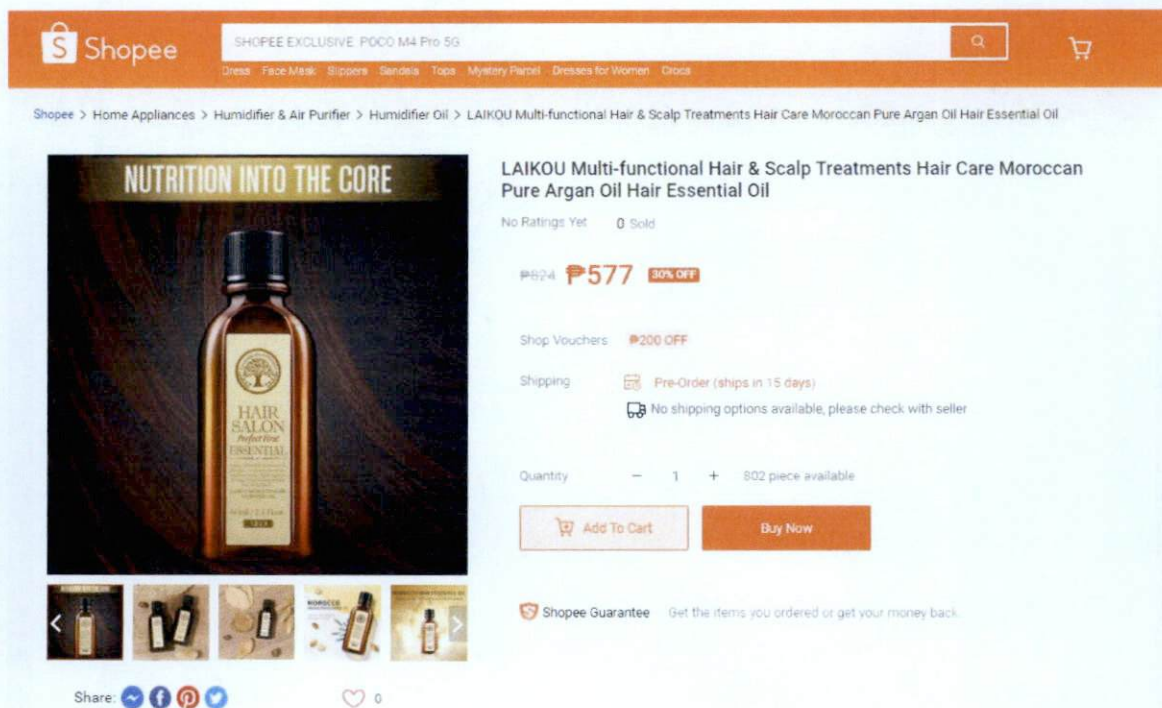 Shopee
SHOPEE EXCLUSIVE: POCO M4 Pro 5G
Dress Face Mask Slippers Sandals Tops Mystery Parcel Dresses for Women Crocs
Shopee > Home Appliances > Humidifier & Air Purifier > Humidifier Oil > LAIKOU Multi-functional Hair & Scalp Treatments Hair Care Moroccan Pure Argan Oil Hair Essential Oil
NUTRITION INTO THE CORE
HAIR
SALON
Perfect First
ESSENTIAL
LAIKOU Multi-functional Hair & Scalp Treatments Hair Care Moroccan
Pure Argan Oil Hair Essential Oil
No Ratings Yet 0 Sold
₱824 ₱577 30% OFF
Shop Vouchers ₱200 OFF
Shipping Pre-Order (ships in 15 days)
No shipping options available, please check with seller
Quantity − 1 + 802 piece available
Add To Cart Buy Now
Shopee Guarantee Get the items you ordered or get your money back.
MOROCCO
Share: 0